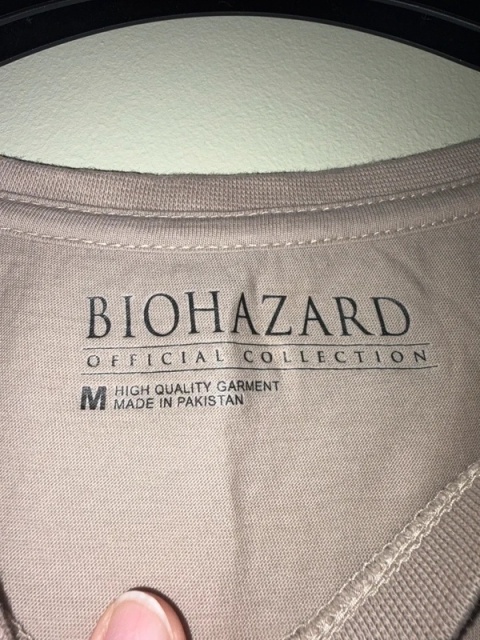 BIOHAZARD
OFFICIAL COLLECTION
M HIGH QUALITY GARMENT
MADE IN PAKISTAN